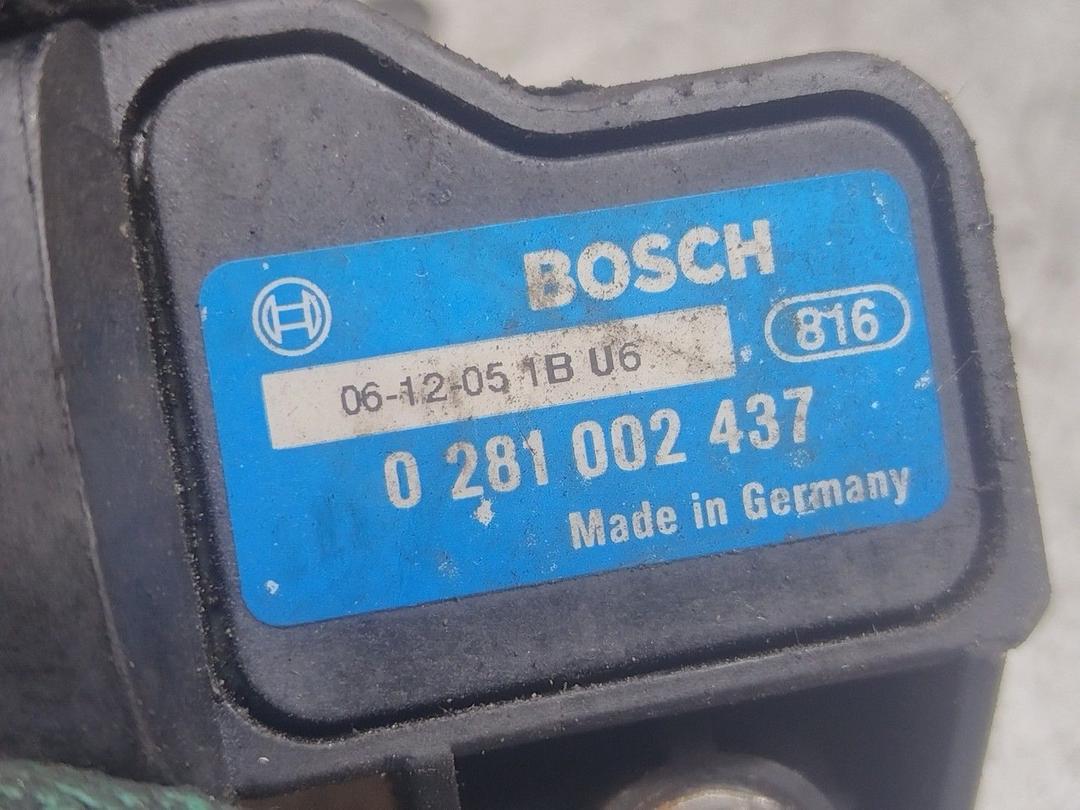 BOSCH
816
06-12-05 1B U6
0 281 002 437
Made in Germany